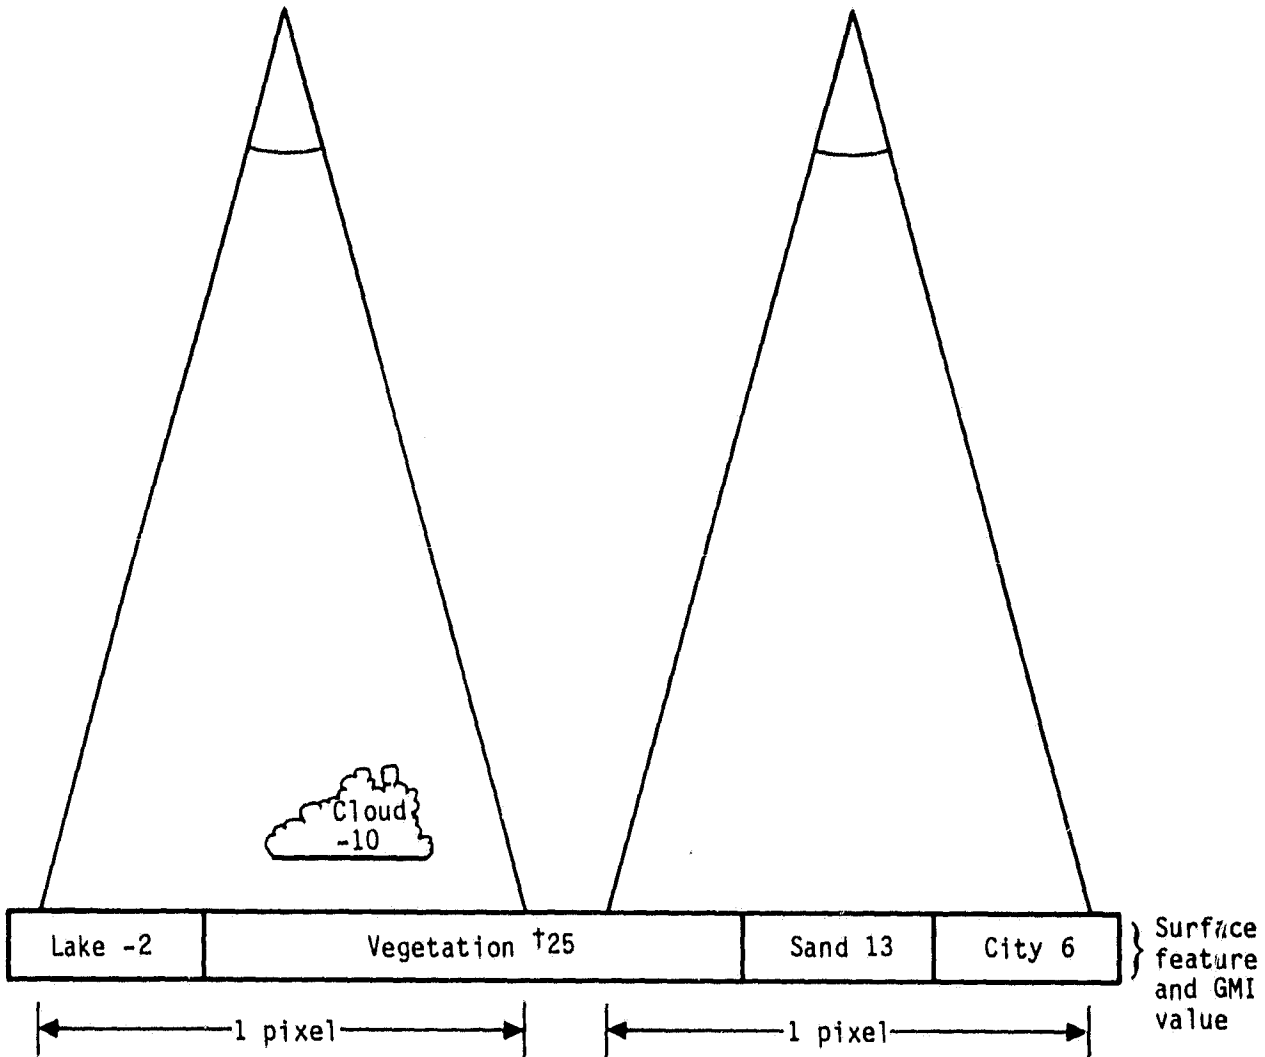 Cloud
-10
Lake -2
Vegetation †25
Sand 13
City 6
Surface
feature
and GMI
value
1 pixel
1 pixel